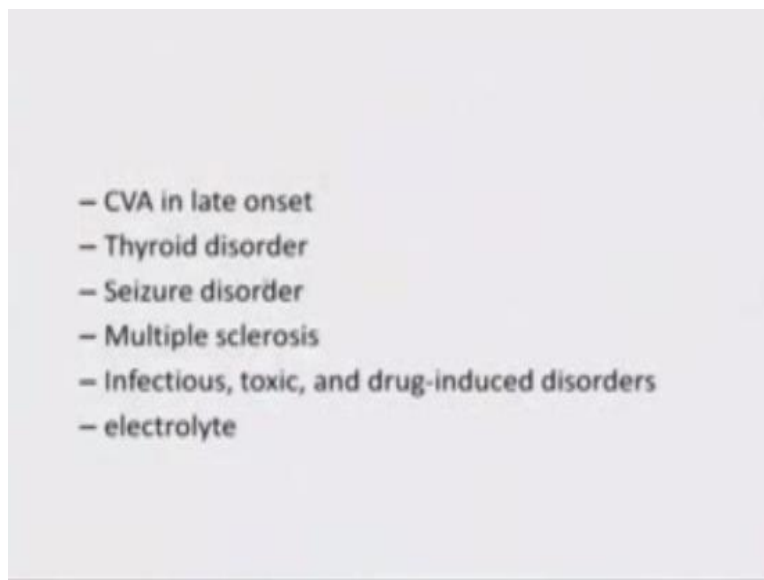 – CVA in late onset
– Thyroid disorder
– Seizure disorder
– Multiple sclerosis
– Infectious, toxic, and drug-induced disorders
– electrolyte